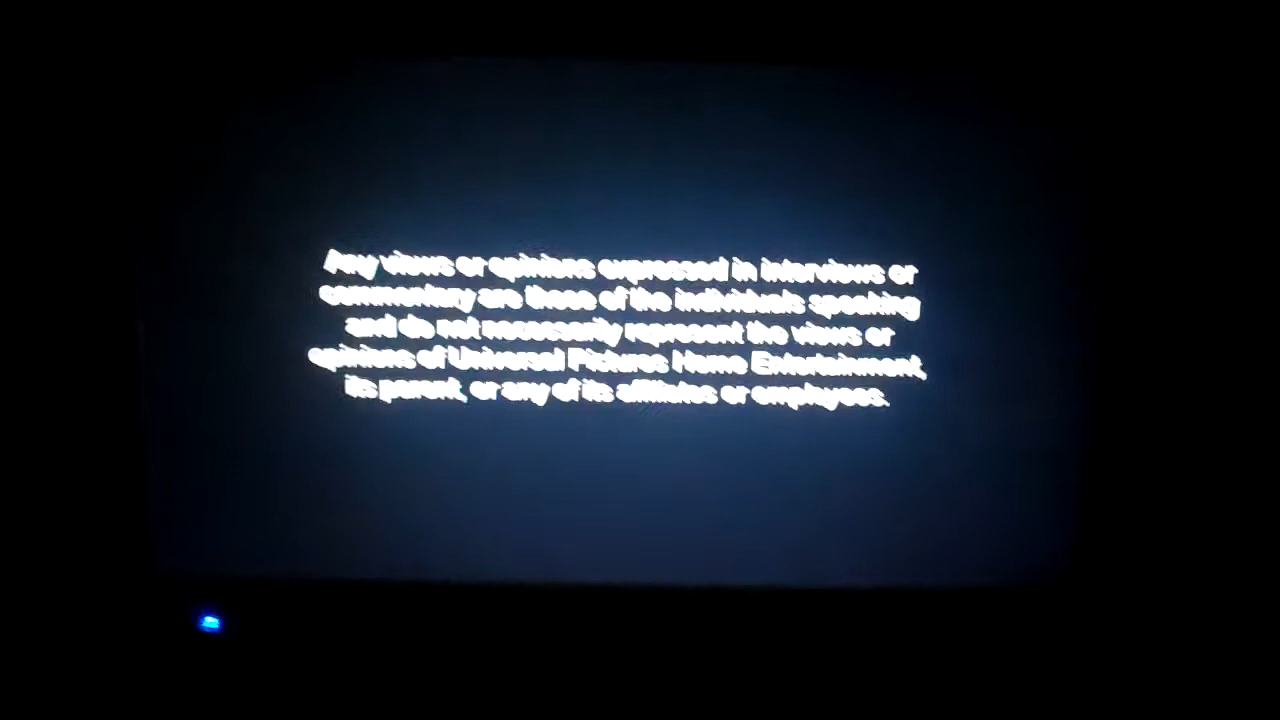 Any views or opinions expressed in interviews or
commentary are those of the individuals speaking
and do not necessarily represent the views or
opinions of Universal Pictures Home Entertainment,
its parent, or any of its affiliates or employees.